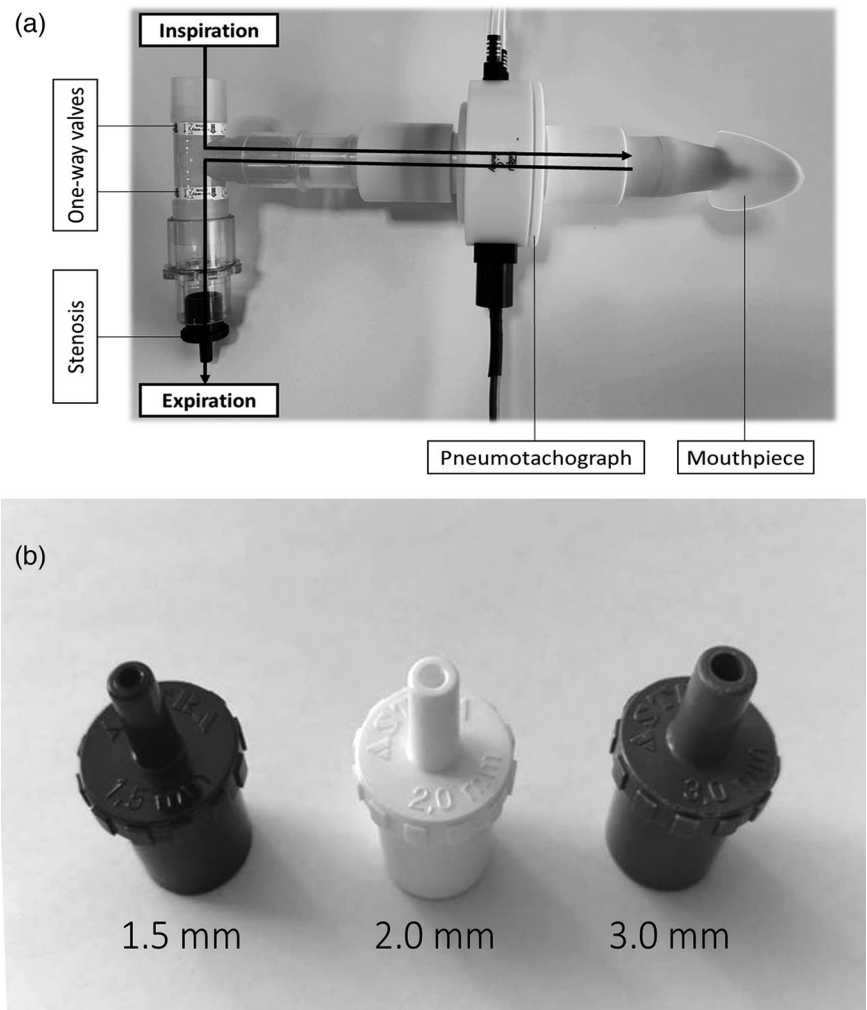 (a)
Inspiration
One-way valves
Stenosis
Expiration
Pneumotachograph
Mouthpiece
(b)
1,5 mm
2,0 mm
3,0 mm
1.5 mm
2.0 mm
3.0 mm